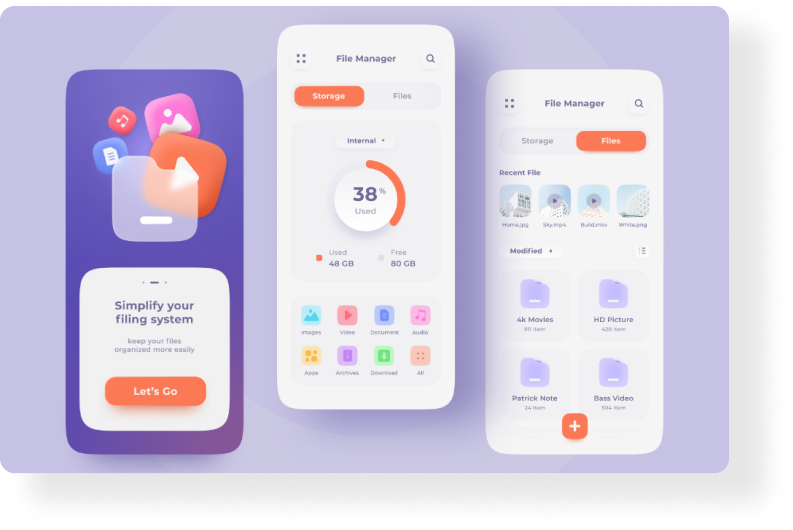 Simplify your
filing system
keep your files
organized more easily
Let's Go
File Manager
Storage Files
Internal
38%
Used
Used Free
48 GB 80 GB
Images Video Document Audio
Apps Archives Download All
File Manager
Storage Files
Recent File
Home.jpg Sky.mp4 Build.mkv White.png
Modified
4k Movies HD Picture
811 item 420 item
Patrick Note Bass Video
24 item 594 item